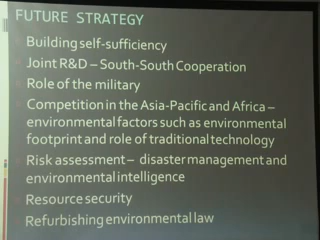 FUTURE STRATEGY
Building self-sufficiency
Joint R&D – South-South Cooperation
Role of the military
Competition in the Asia-Pacific and Africa –
environmental factors such as environmental
footprint and role of traditional technology
Risk assessment – disaster management and
environmental intelligence
Resource security
Refurbishing environmental law